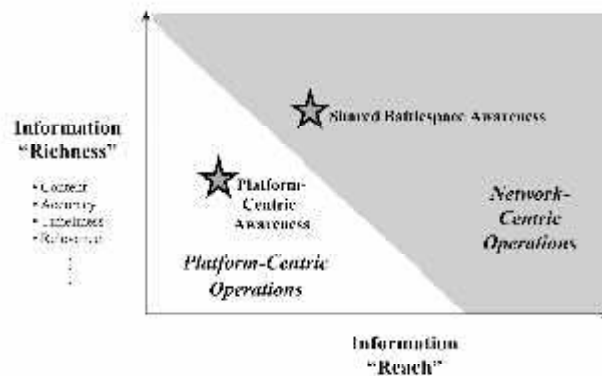 Information
“Richness”
• Content
• Accuracy
• Timeliness
• Relevance
Shared Battlespace Awareness
Platform-
Centric
Awareness
Platform-Centric
Operations
Network-
Centric
Operations
Information
“Reach”